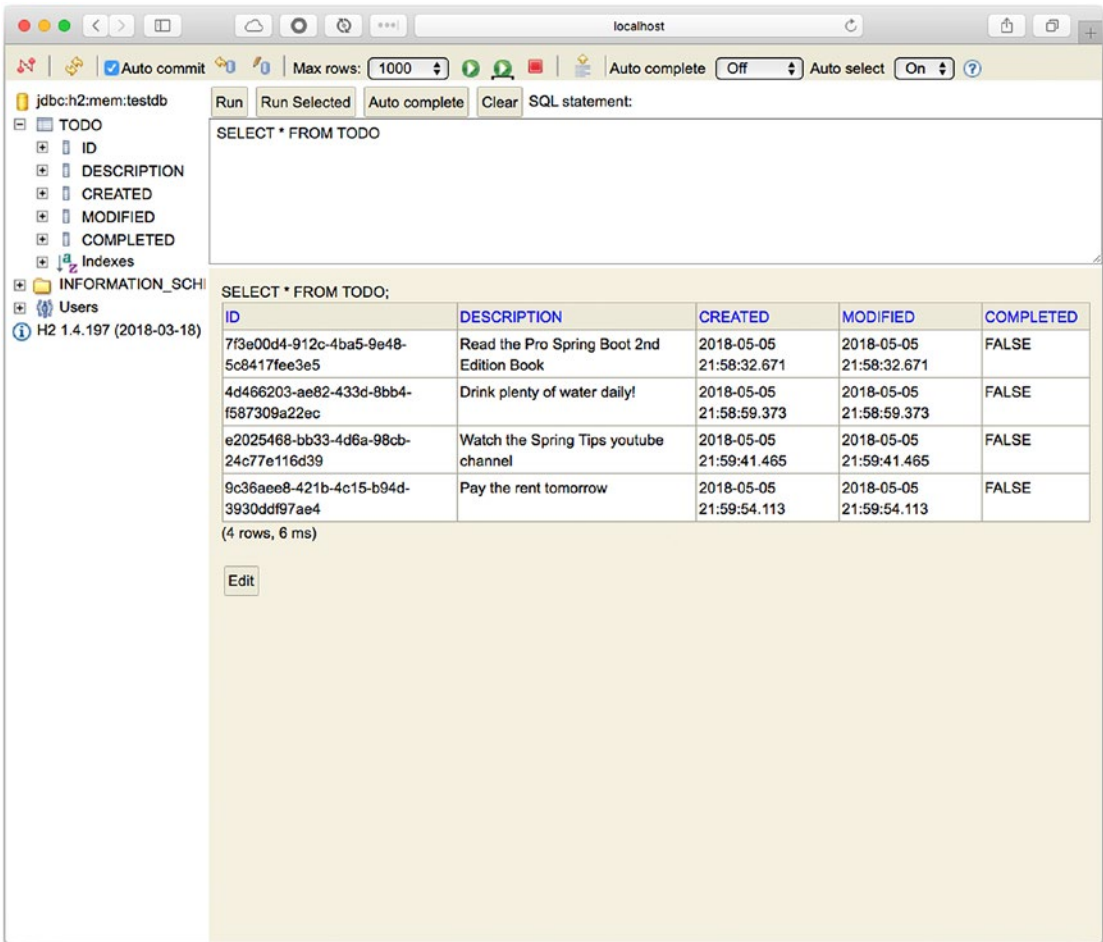 localhost
Auto commit Max rows: 1000 Auto complete Off Auto select On
jdbc:h2:mem:testdb
TODO
ID
DESCRIPTION
CREATED
MODIFIED
COMPLETED
Indexes
INFORMATION_SCH
Users
H2 1.4.197 (2018-03-18)
Run Run Selected Auto complete Clear SQL statement:
SELECT * FROM TODO
SELECT * FROM TODO;
ID DESCRIPTION CREATED MODIFIED COMPLETED
7f3e00d4-912c-4ba5-9e48- Read the Pro Spring Boot 2nd 2018-05-05 2018-05-05 FALSE
5c8417fee3e5 Edition Book 21:58:32.671 21:58:32.671
4d466203-ae82-433d-8bb4- Drink plenty of water daily! 2018-05-05 2018-05-05 FALSE
f587309a22ec 21:58:59.373 21:58:59.373
e2025468-bb33-4d6a-98cb- Watch the Spring Tips youtube 2018-05-05 2018-05-05 FALSE
24c77e116d39 channel 21:59:41.465 21:59:41.465
9c36aee8-421b-4c15-b94d- Pay the rent tomorrow 2018-05-05 2018-05-05 FALSE
3930ddf97ae4 21:59:54.113 21:59:54.113
(4 rows, 6 ms)
Edit